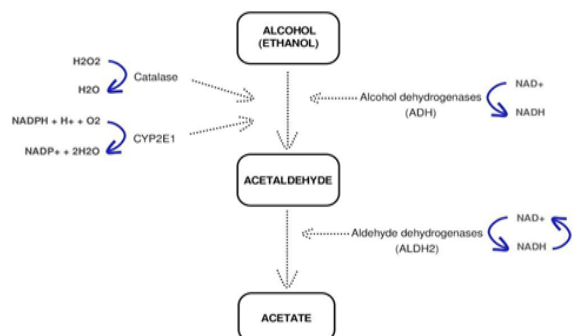 ALCOHOL
(ETHANOL)
H2O2
Catalase
H2O
NADPH + H+ + O2
CYP2E1
NADP+ + 2H2O
Alcohol dehydrogenases
(ADH)
NAD+
NADH
ACETALDEHYDE
Aldehyde dehydrogenases
(ALDH2)
NAD+
NADH
ACETATE